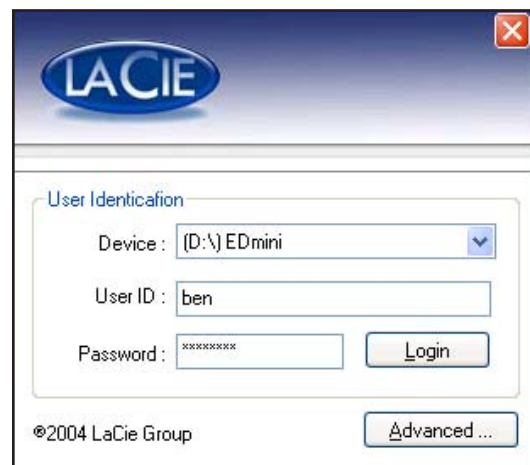 LACIE
User Identicafion
Device : (D:\) EDmini
User ID : ben
Password : ********
Login
©2004 LaCie Group
Advanced ...